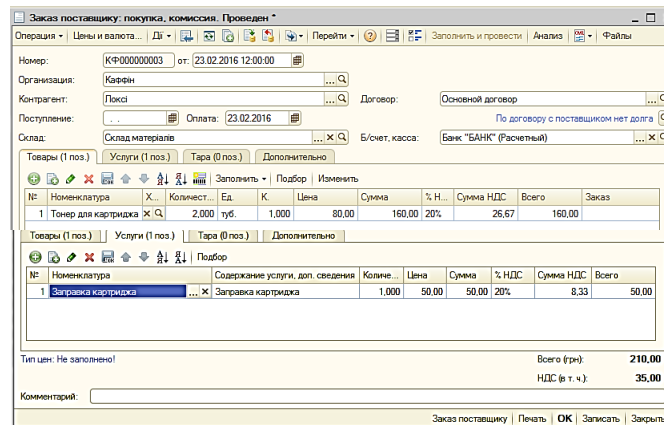 Заказ поставщику: покупка, комиссия. Проведен *
Операция Цены и валюта... Перейти Заполнить и провести Анализ Файлы
Номер: КФ000000003 от: 23.02.2016 12:00:00
Организация: Каффін
Контрагент: Локсі Договор: Основной договор
Поступление: . . Оплата: 23.02.2016 По договору с поставщиком нет долга
Склад: Склад матеріалів Б/счет, касса: Банк "БАНК" (Расчетный)
Товары (1 поз.) Услуги (1 поз.) Тара (0 поз.) Дополнительно
Заполнить Подбор Изменить
№ Номенклатура Х... Количест... Ед. К. Цена Сумма % Н... Сумма НДС Всего Заказ
1 Тонер для картриджа 2,000 туб. 1,000 80,00 160,00 20% 26,67 160,00
Товары (1 поз.) Услуги (1 поз.) Тара (0 поз.) Дополнительно
Подбор
№ Номенклатура Содержание услуги, доп. сведения Количе... Цена Сумма % НДС Сумма НДС Всего
1 Заправка картриджа ... Заправка картриджа 1,000 50,00 50,00 20% 8,33 50,00
Тип цен: Не заполнено! Всего (грн): 210,00
НДС (в т. ч.): 35,00
Комментарий:
Заказ поставщику Печать OK Записать Закрыть